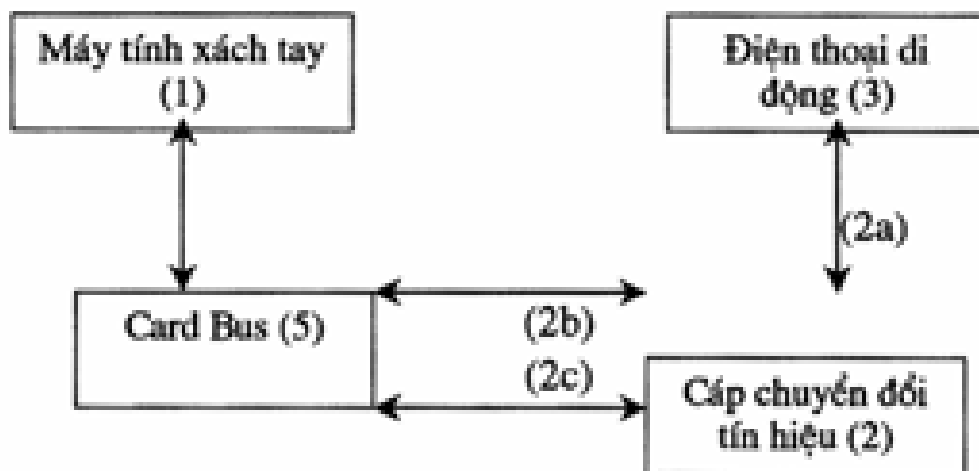 Máy tính xách tay
(1)
Điện thoại di
động (3)
(2a)
Card Bus (5)
(2b)
(2c)
Cáp chuyển đổi
tín hiệu (2)